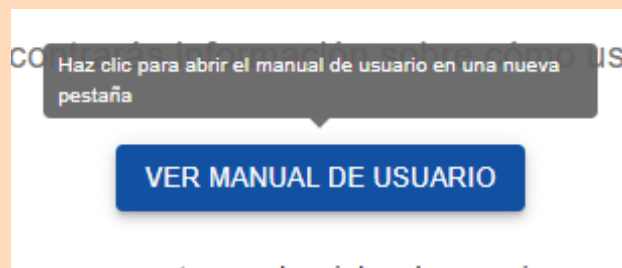 Haz clic para abrir el manual de usuario en una nueva
pestaña
VER MANUAL DE USUARIO